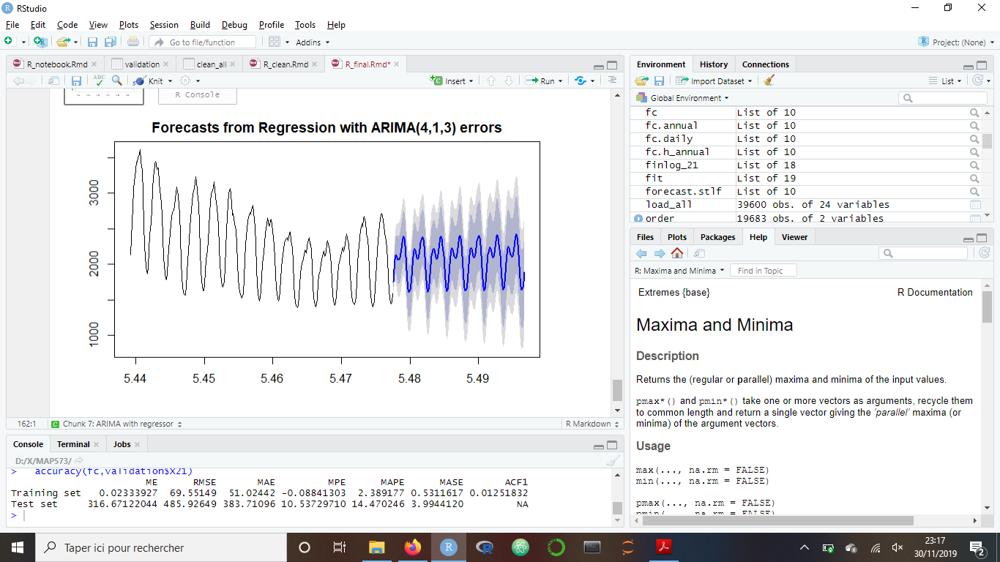 RStudio
File Edit Code View Plots Session Build Debug Profile Tools Help
Go to file/function Addins Project: (None)
R_notebook.Rmd validation clean_all R_clean.Rmd R_final.Rmd*
ABC Knit Insert Run
R Console
Forecasts from Regression with ARIMA(4,1,3) errors
3000
2000
1000
5.44 5.45 5.46 5.47 5.48 5.49
162:1 Chunk 7: ARIMA with regressor R Markdown
Console Terminal Jobs
D:/X/MAP573/
> accuracy(fc,validation$X21)
ME RMSE MAE MPE MAPE MASE ACF1
Training set 0.02333927 69.55149 51.02442 -0.08841303 2.389177 0.5311617 0.01251832
Test set 316.67122044 485.92649 383.71096 10.53729710 14.470246 3.9944120 NA
>
Environment History Connections
Import Dataset List
Global Environment
fc List of 10
fc.annual List of 10
fc.daily List of 10
fc.h_annual List of 10
finlog_21 List of 18
fit List of 19
forecast.stlf List of 10
load_all 39600 obs. of 24 variables
order 19683 obs. of 2 variables
Files Plots Packages Help Viewer
R: Maxima and Minima Find in Topic
Extremes {base} R Documentation
Maxima and Minima
Description
Returns the (regular or parallel) maxima and minima of the input values.
pmax*() and pmin*() take one or more vectors as arguments, recycle them
to common length and return a single vector giving the 'parallel' maxima (or
minima) of the argument vectors.
Usage
max(..., na.rm = FALSE)
min(..., na.rm = FALSE)
pmax(..., na.rm = FALSE)
pmin(..., na.rm = FALSE)
Taper ici pour rechercher
23:17
30/11/2019
2